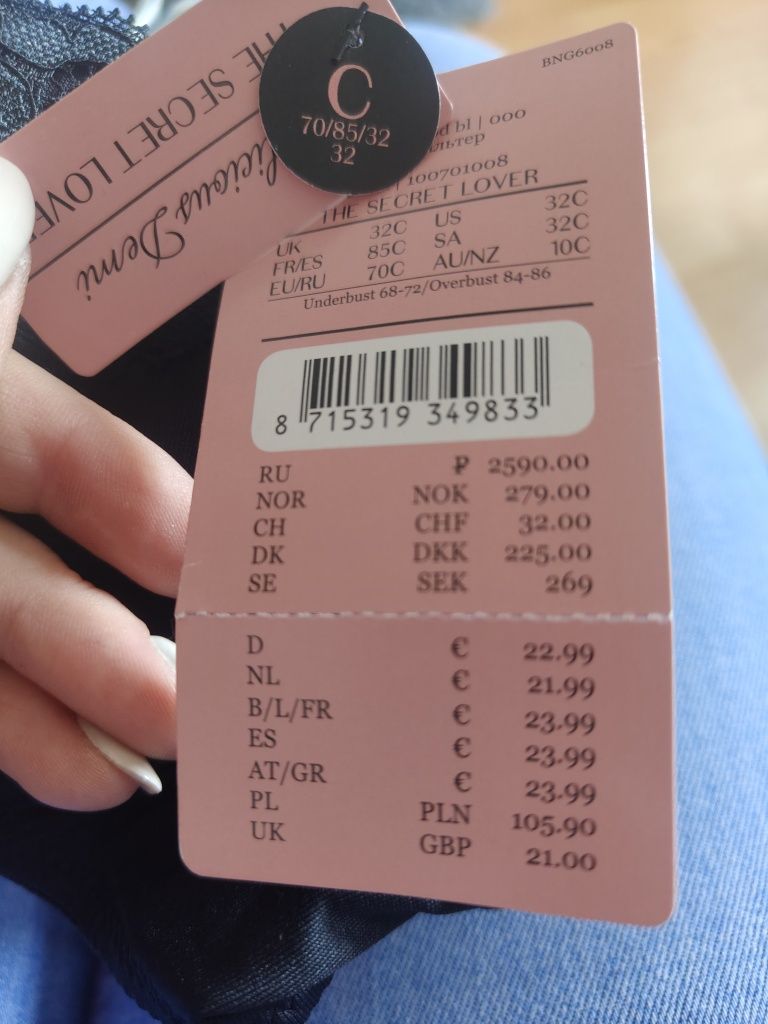 THE SECRET LOVE
licious Demi
C
70/85/32
32
BNG6008
d bl | ооо
льтер
| 100701008
THE SECRET LOVER
UK 32C US 32C
FR/ES 85C SA 32C
EU/RU 70C AU/NZ 10C
Underbust 68-72/Overbust 84-86
8 715319 349833
RU ₽ 2590.00
NOR NOK 279.00
CH CHF 32.00
DK DKK 225.00
SE SEK 269
D € 22.99
NL € 21.99
B/L/FR € 23.99
ES € 23.99
AT/GR € 23.99
PL PLN 105.90
UK GBP 21.00